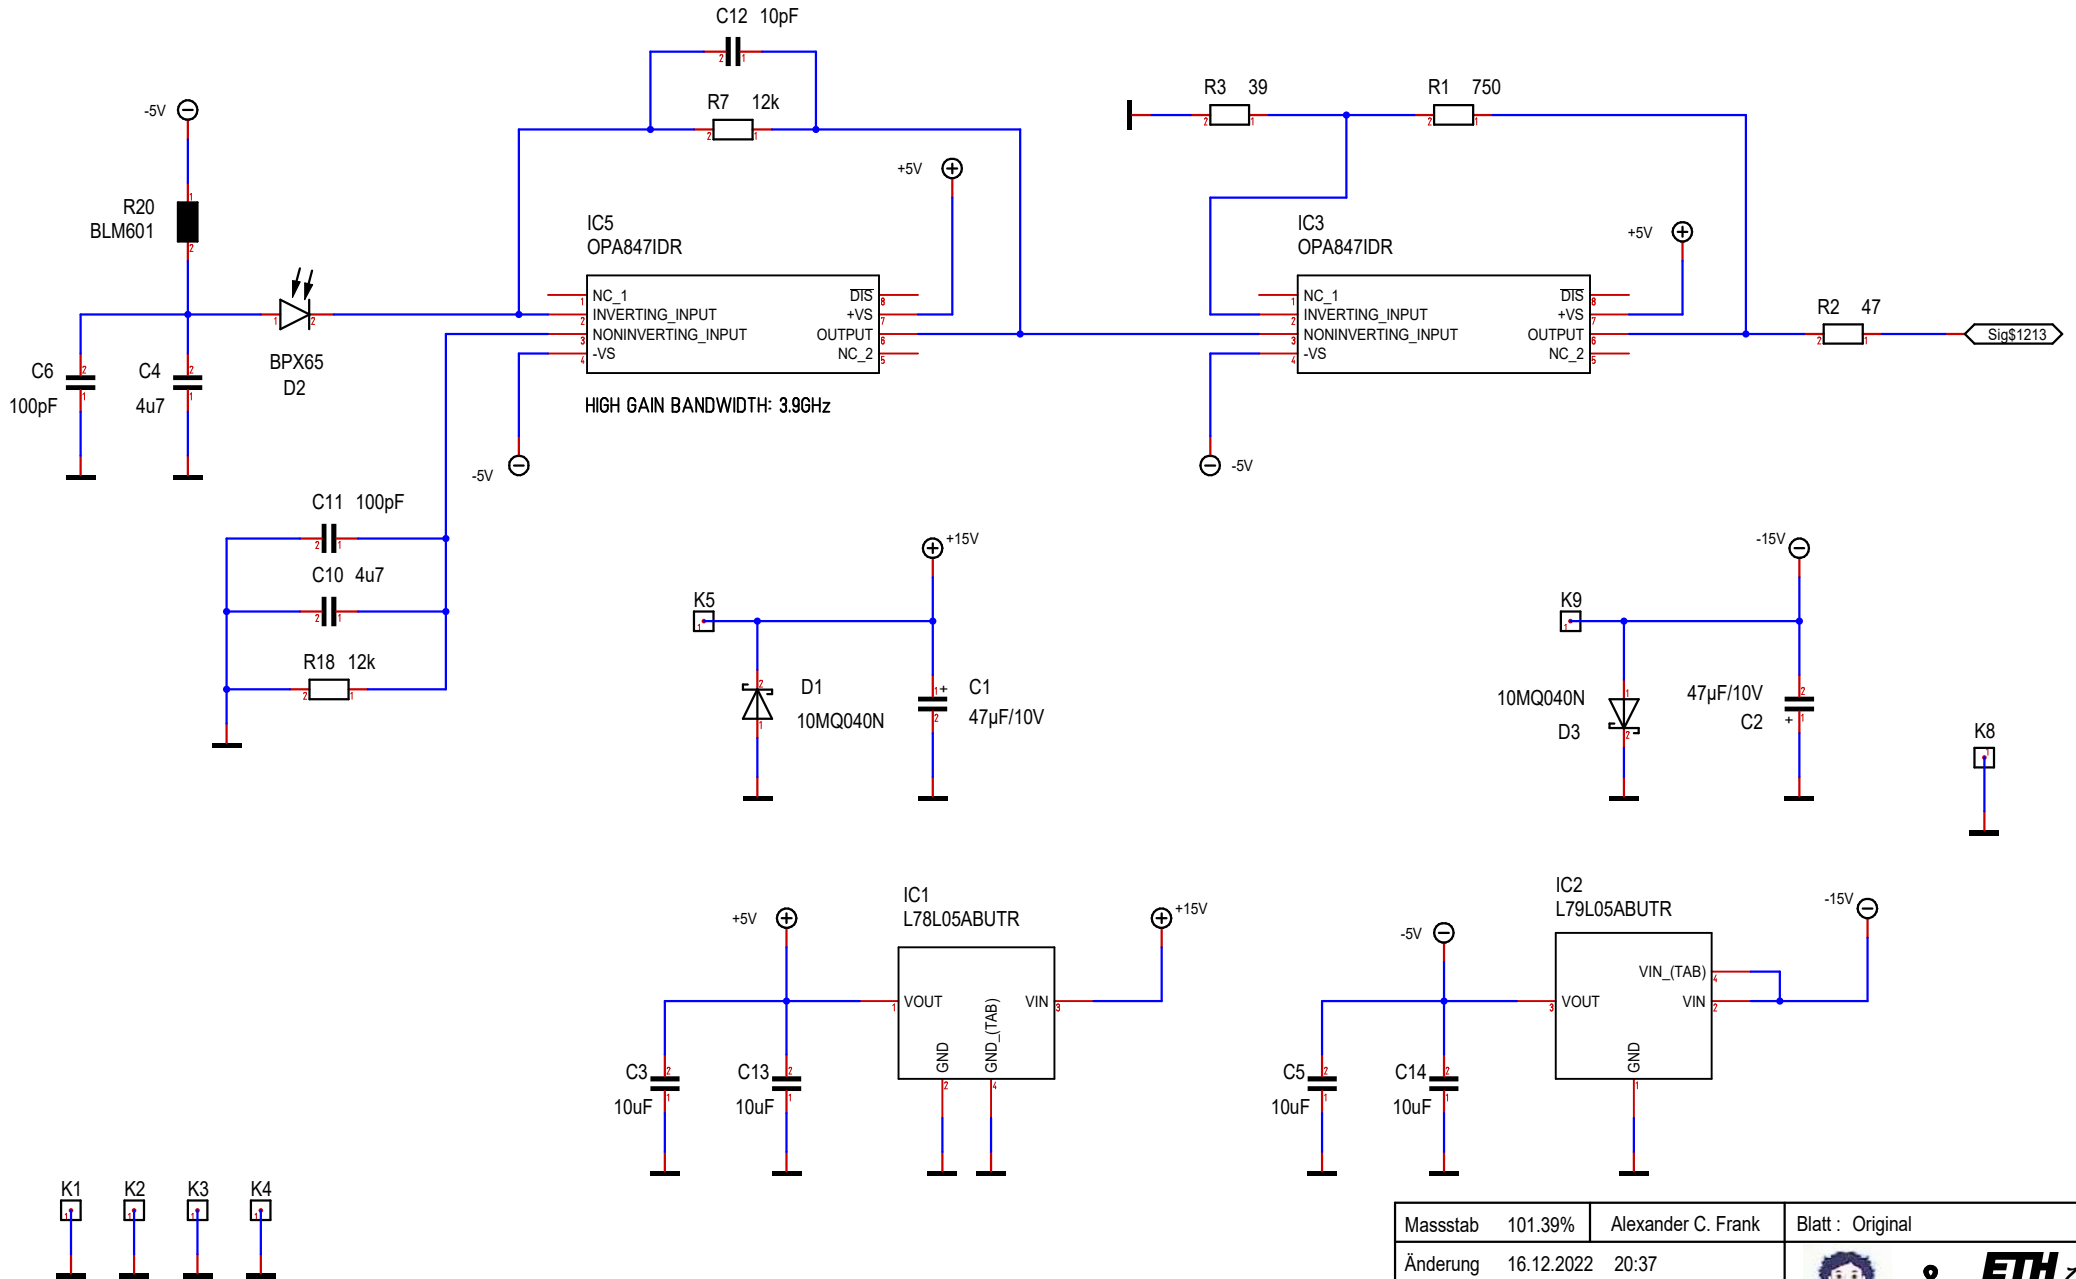 C12 10pF
R7 12k
-5V
R20
BLM601
+5V
R3 39
R1 750
IC5
OPA847IDR
NC_1
INVERTING_INPUT
NONINVERTING_INPUT
-VS
DIS
+VS
OUTPUT
NC_2
HIGH GAIN BANDWIDTH: 3.9GHz
-5V
IC3
OPA847IDR
+5V
NC_1
INVERTING_INPUT
NONINVERTING_INPUT
-VS
DIS
+VS
OUTPUT
NC_2
-5V
R2 47
Sig$1213
BPX65
D2
C6
100pF
C4
4u7
C11 100pF
C10 4u7
R18 12k
K5
+15V
D1
10MQ040N
C1
47µF/10V
K9
-15V
10MQ040N
D3
47µF/10V
C2
K8
+5V
IC1
L78L05ABUTR
+15V
VOUT
VIN
GND
GND_(TAB)
C3
10uF
C13
10uF
-5V
IC2
L79L05ABUTR
-15V
VIN_(TAB)
VOUT
VIN
GND
C5
10uF
C14
10uF
K1
K2
K3
K4
Massstab 101.39%
Alexander C. Frank
Blatt : Original
Änderung 16.12.2022 20:37
ETH